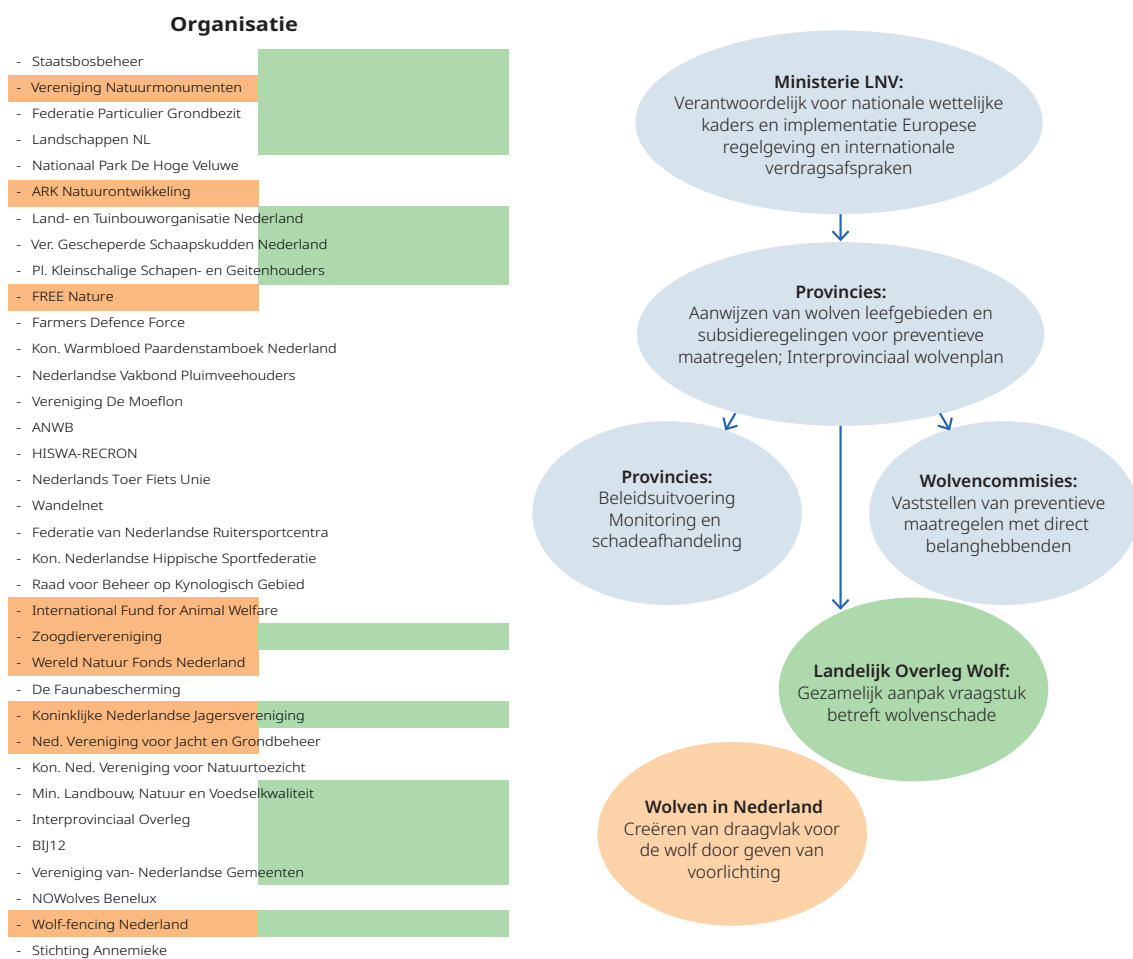 Organisatie
- Staatsbosbeheer
- Vereniging Natuurmonumenten
- Federatie Particulier Grondbezit
- Landschappen NL
- Nationaal Park De Hoge Veluwe
- ARK Natuurontwikkeling
- Land- en Tuinbouworganisatie Nederland
- Ver. Gescheperde Schaapskudden Nederland
- Pl. Kleinschalige Schapen- en Geitenhouders
- FREE Nature
- Farmers Defence Force
- Kon. Warmbloed Paardenstamboek Nederland
- Nederlandse Vakbond Pluimveehouders
- Vereniging De Moeflon
- ANWB
- HISWA-RECRON
- Nederlands Toer Fiets Unie
- Wandelnet
- Federatie van Nederlandse Ruitersportcentra
- Kon. Nederlandse Hippische Sportfederatie
- Raad voor Beheer op Kynologisch Gebied
- International Fund for Animal Welfare
- Zoogdiervereniging
- Wereld Natuur Fonds Nederland
- De Faunabescherming
- Koninklijke Nederlandse Jagersvereniging
- Ned. Vereniging voor Jacht en Grondbeheer
- Kon. Ned. Vereniging voor Natuurtoezicht
- Min. Landbouw, Natuur en Voedselkwaliteit
- Interprovinciaal Overleg
- BIJ12
- Vereniging van- Nederlandse Gemeenten
- NOWolves Benelux
- Wolf-fencing Nederland
- Stichting Annemieke
Ministerie LNV:
Verantwoordelijk voor nationale wettelijke
kaders en implementatie Europese
regelgeving en internationale
verdragsafspraken
Provincies:
Aanwijzen van wolven leefgebieden en
subsidieregelingen voor preventieve
maatregelen; Interprovinciaal wolvenplan
Provincies:
Beleidsuitvoering
Monitoring en
schadeafhandeling
Wolvencommisies:
Vaststellen van preventieve
maatregelen met direct
belanghebbenden
Landelijk Overleg Wolf:
Gezamelijk aanpak vraagstuk
betreft wolvenschade
Wolven in Nederland
Creëren van draagvlak voor
de wolf door geven van
voorlichting